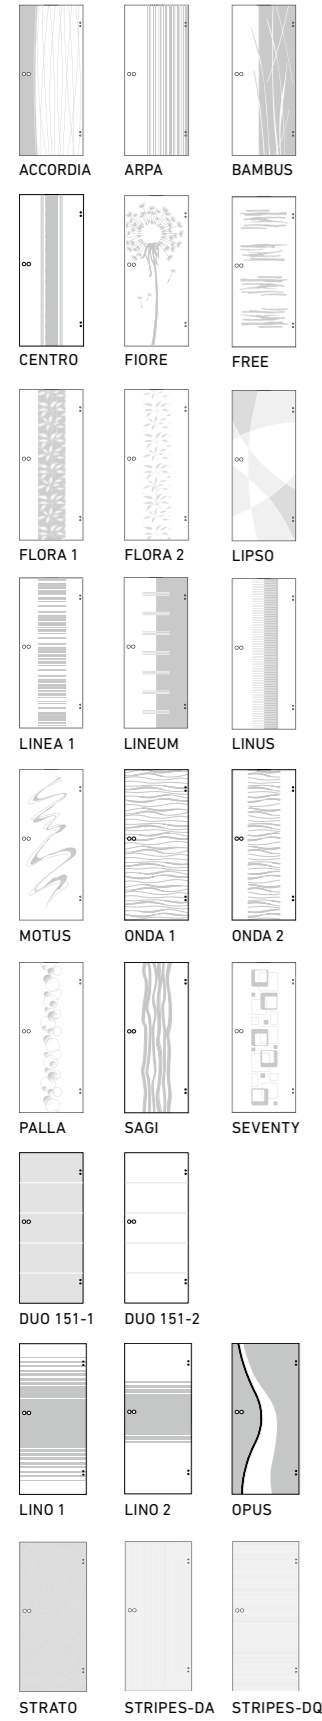 ACCORDIA ARPA BAMBUS
CENTRO FIORE FREE
FLORA 1 FLORA 2 LIPSO
LINEA 1 LINEUM LINUS
MOTUS ONDA 1 ONDA 2
PALLA SAGI SEVENTY
DUO 151-1 DUO 151-2
LINO 1 LINO 2 OPUS
STRATO STRIPES-DA STRIPES-DQ